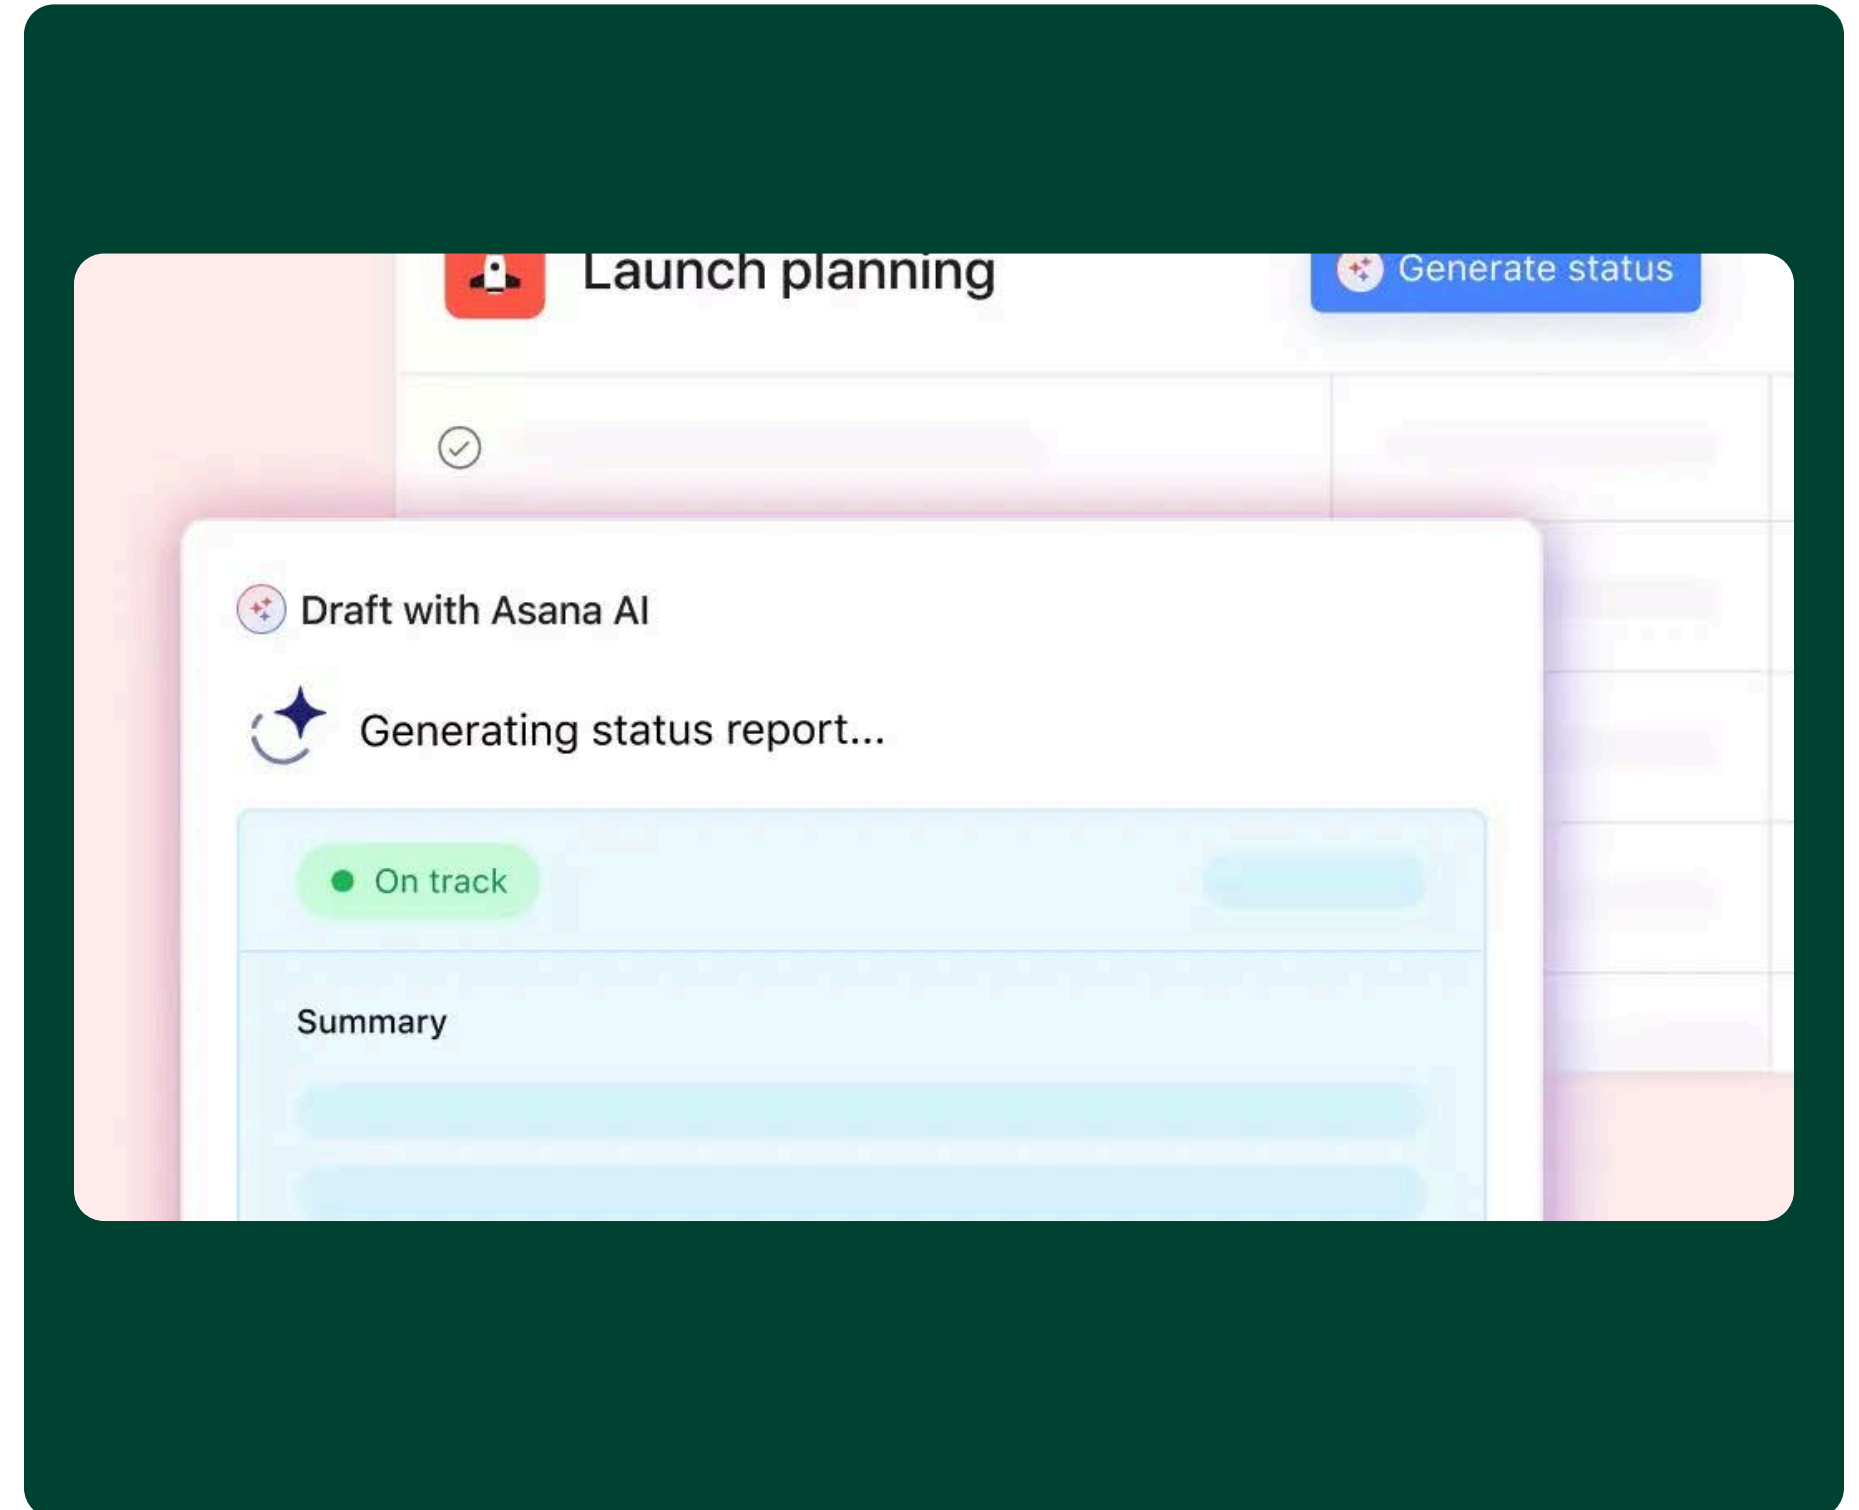 Launch planning
Generate status
Draft with Asana AI
Generating status report...
On track
Summary